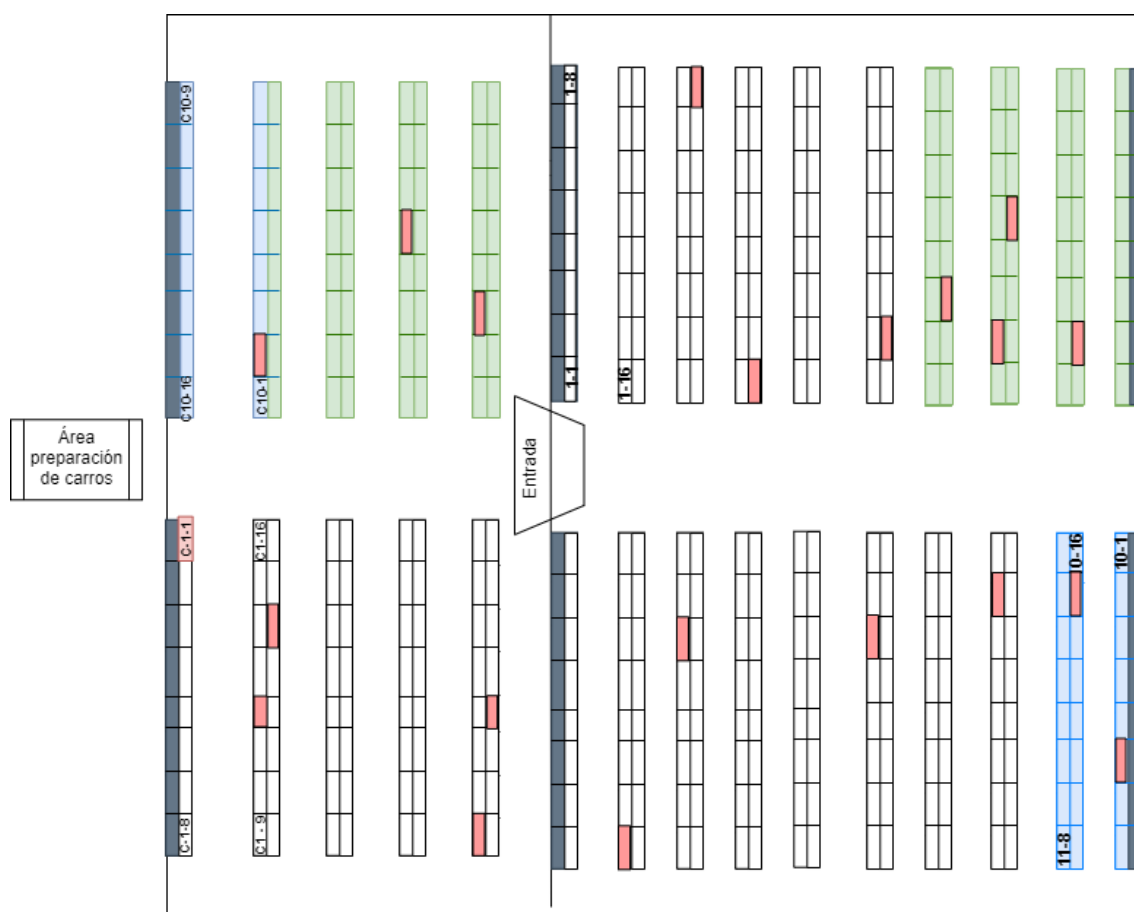 C10-9
C10-16
C10-1
1-8
1-1
1-16
Área
preparación
de carros
Entrada
C-1-1
C-1-8
C1-16
C1 - 9
10-16
11-8
10-1